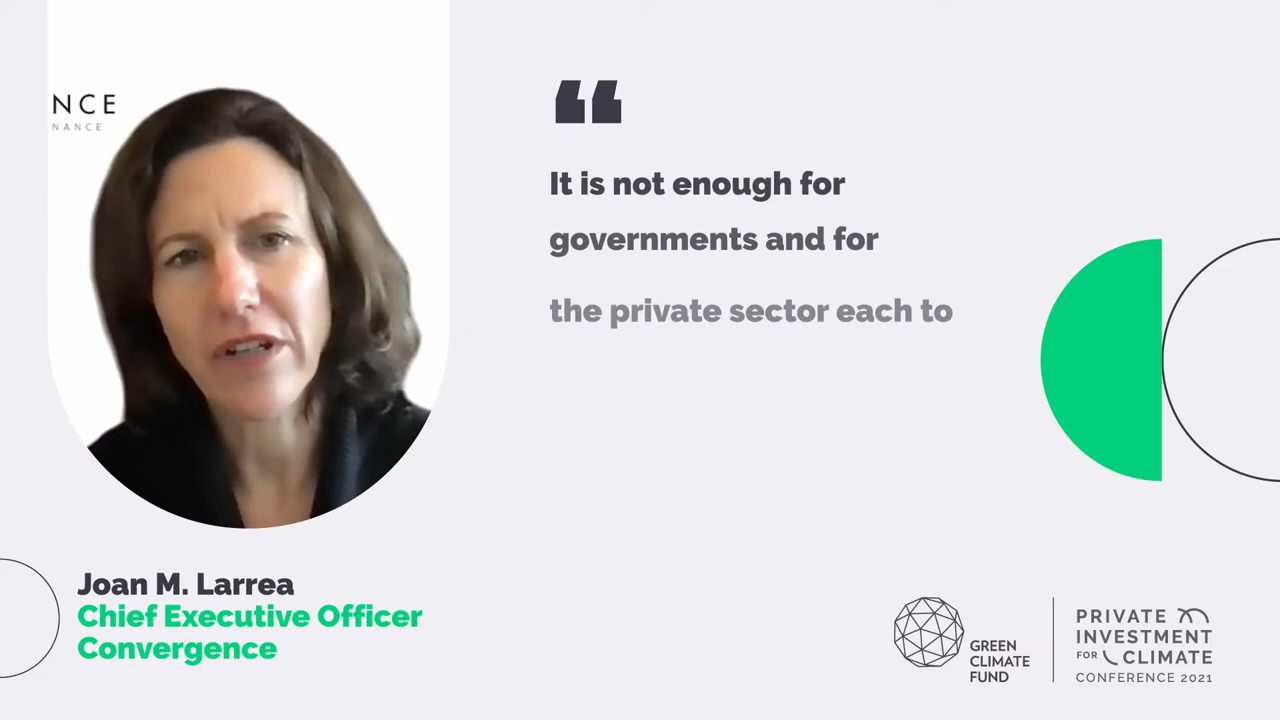 NCE
NANCE
“
It is not enough for
governments and for
the private sector each to
Joan M. Larrea
Chief Executive Officer
Convergence
GREEN
CLIMATE
FUND
PRIVATE
INVESTMENT
FOR CLIMATE
CONFERENCE 2021